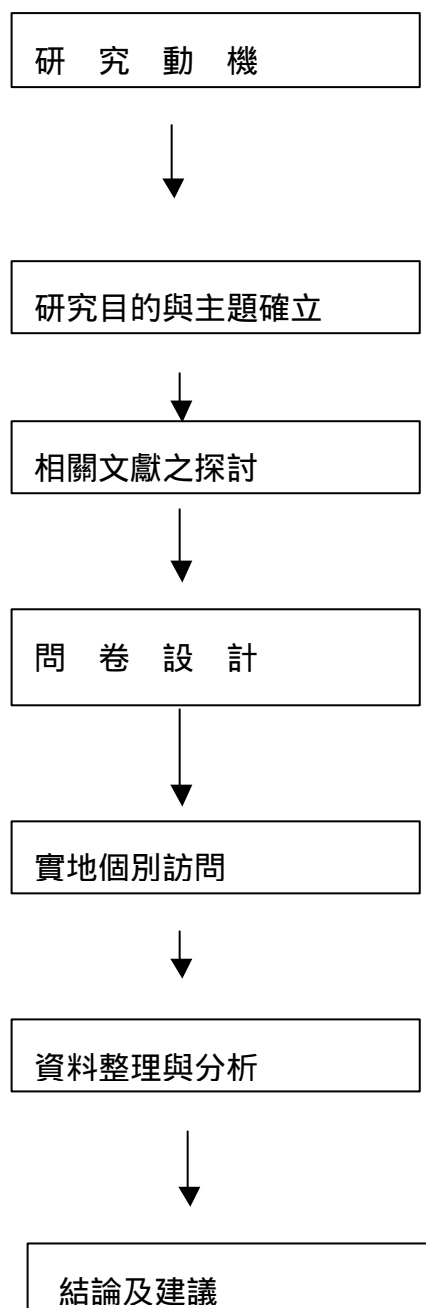 研 究 動 機
研究目的與主題確立
相關文獻之探討
問 卷 設 計
實地個別訪問
資料整理與分析
結論及建議